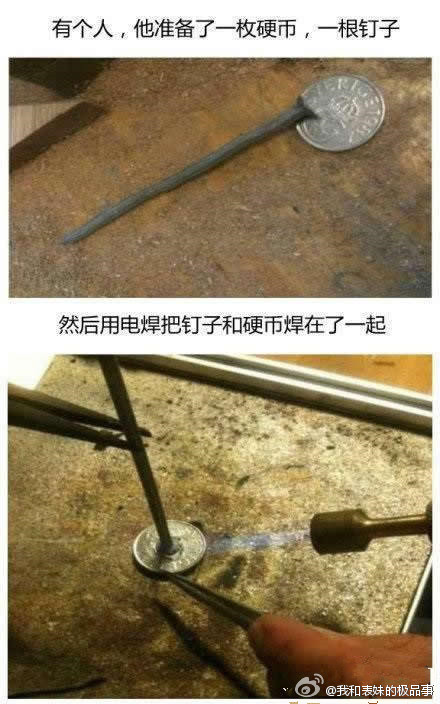 有个人，他准备了一枚硬币，一根钉子
然后用电焊把钉子和硬币焊在了一起
@我和表妹的极品事